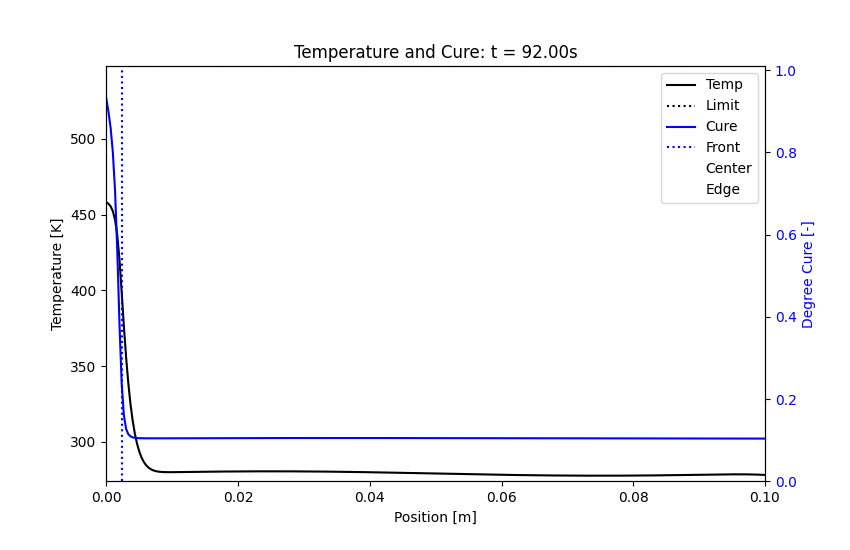 Temperature and Cure: t = 92.00s
Temp
Limit
Cure
Front
Center
Edge
Temperature [K]
500
450
400
350
300
Degree Cure [-]
1.0
0.8
0.6
0.4
0.2
0.0
0.00 0.02 0.04 0.06 0.08 0.10
Position [m]